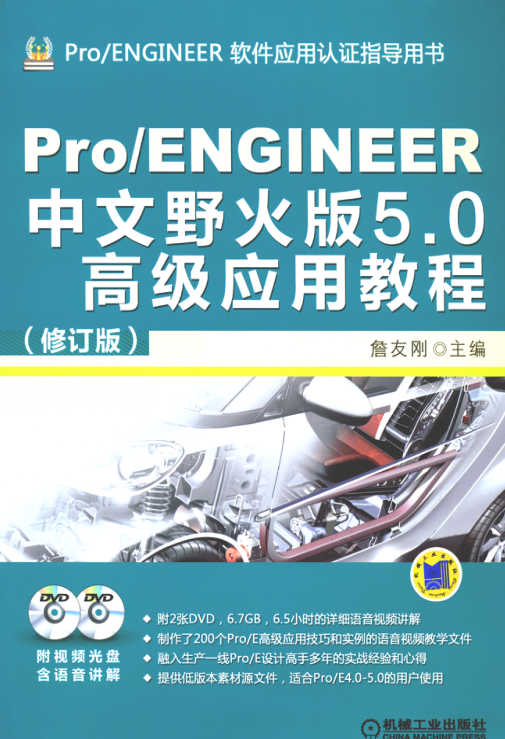 Pro/ENGINEER 软件应用认证指导用书
Pro/ENGINEER
中文野火版5.0
高级应用教程
(修订版)
詹友刚◎主编
DVD DVD
附视频光盘
含语音讲解
◆附2张DVD，6.7GB，6.5小时的详细语音视频讲解
◆制作了200个Pro/E高级应用技巧和实例的语音视频教学文件
◆融入生产一线Pro/E设计高手多年的实战经验和心得
◆提供低版本素材源文件，适合Pro/E4.0-5.0的用户使用
机械工业出版社
CHINA MACHINE PRESS